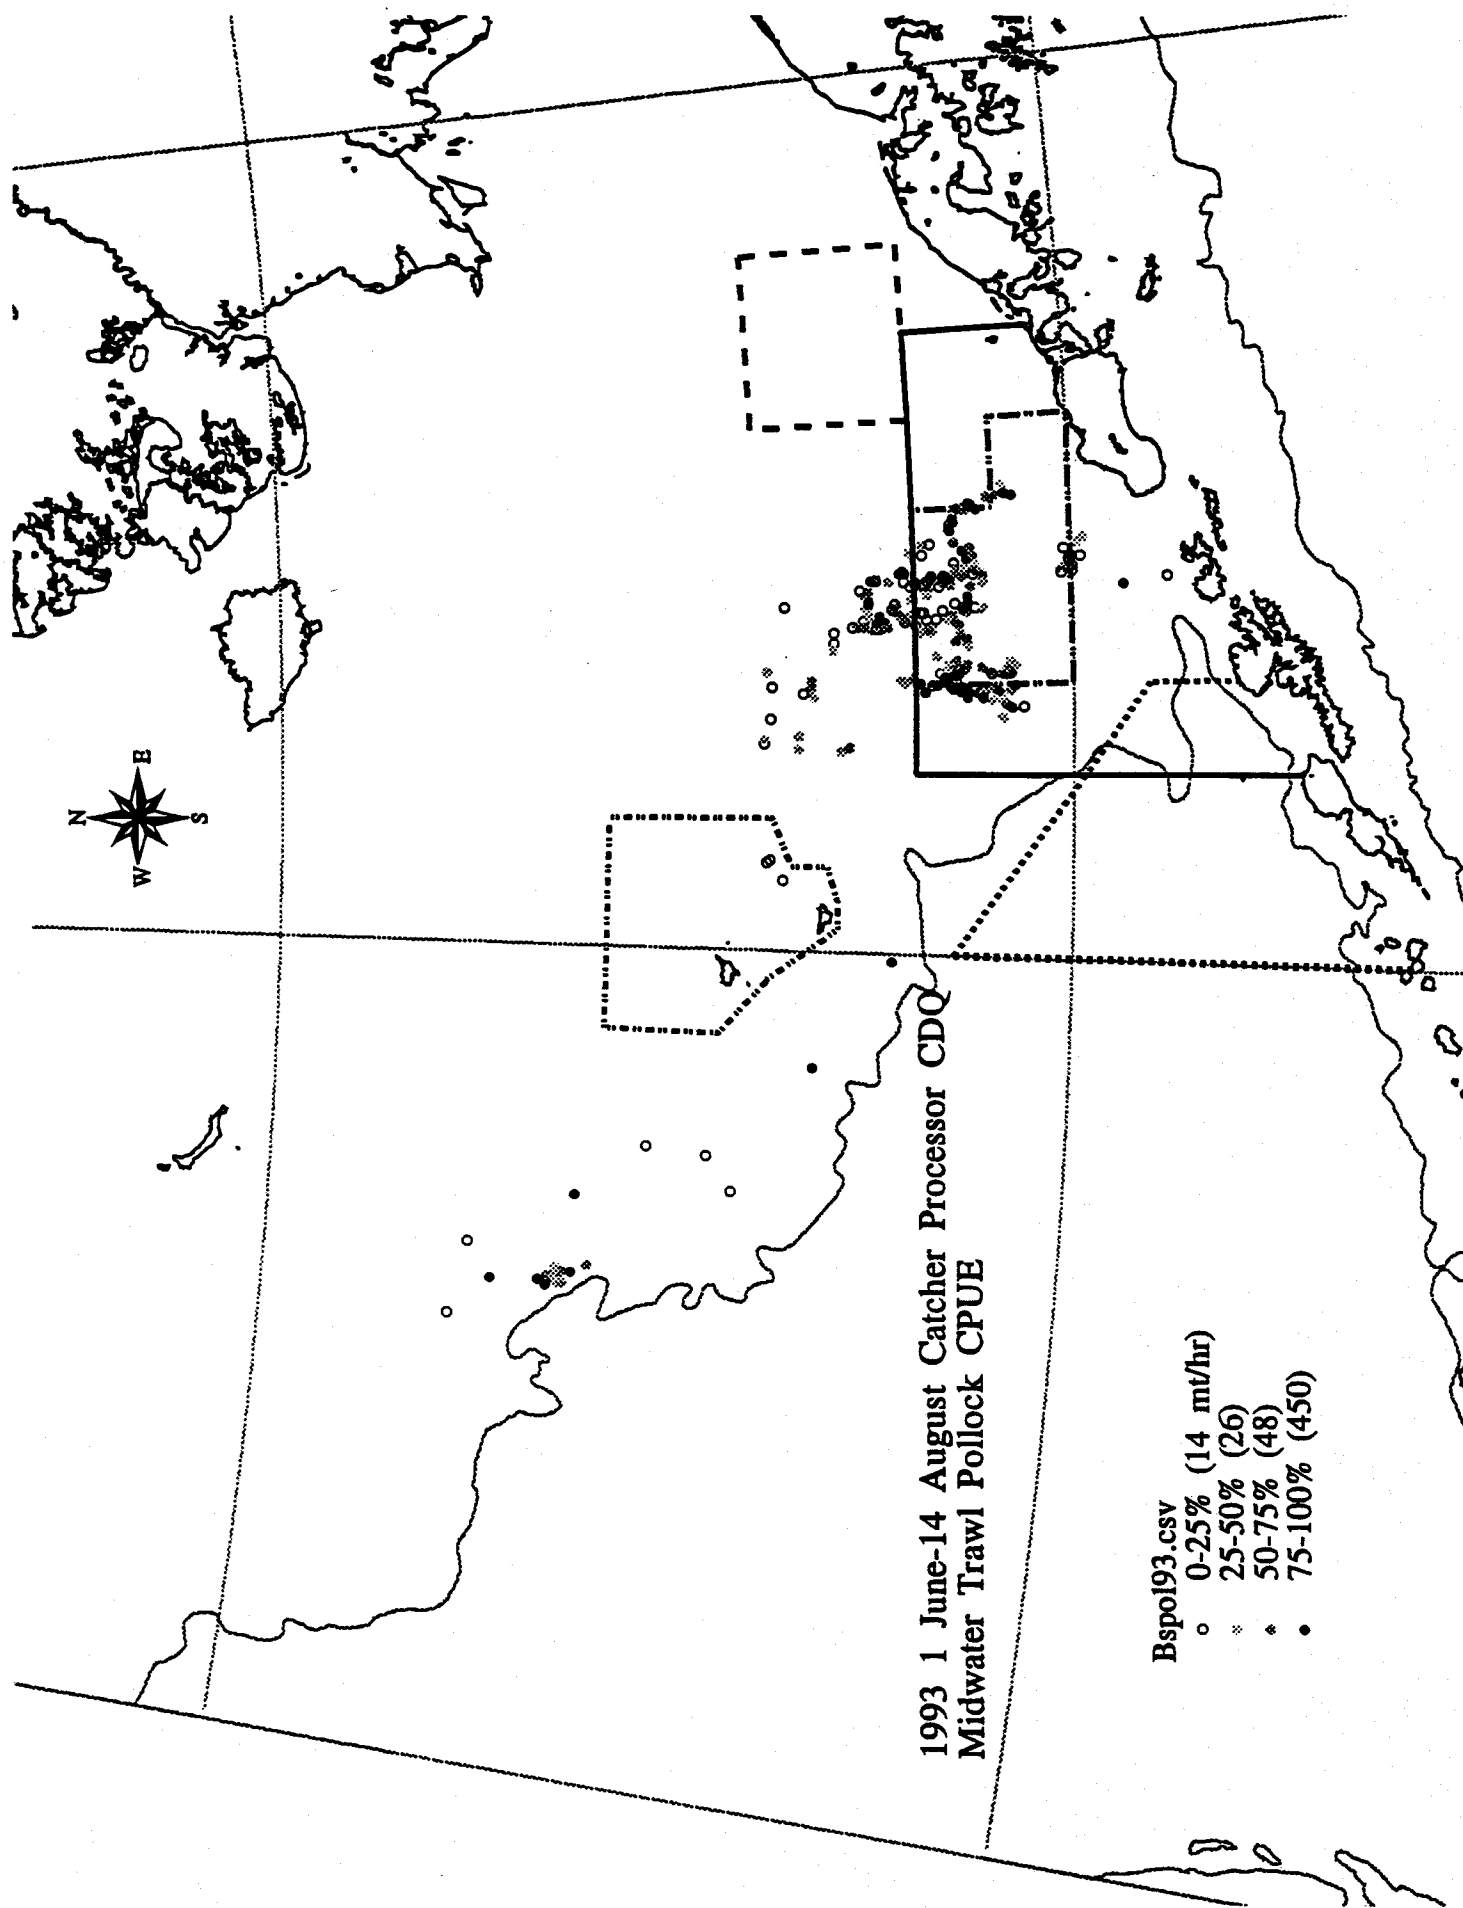 N
W E
S
1993 1 June-14 August Catcher Processor CDQ
Midwater Trawl Pollock CPUE
Bspol93.csv
0-25% (14 mt/hr)
25-50% (26)
50-75% (48)
75-100% (450)